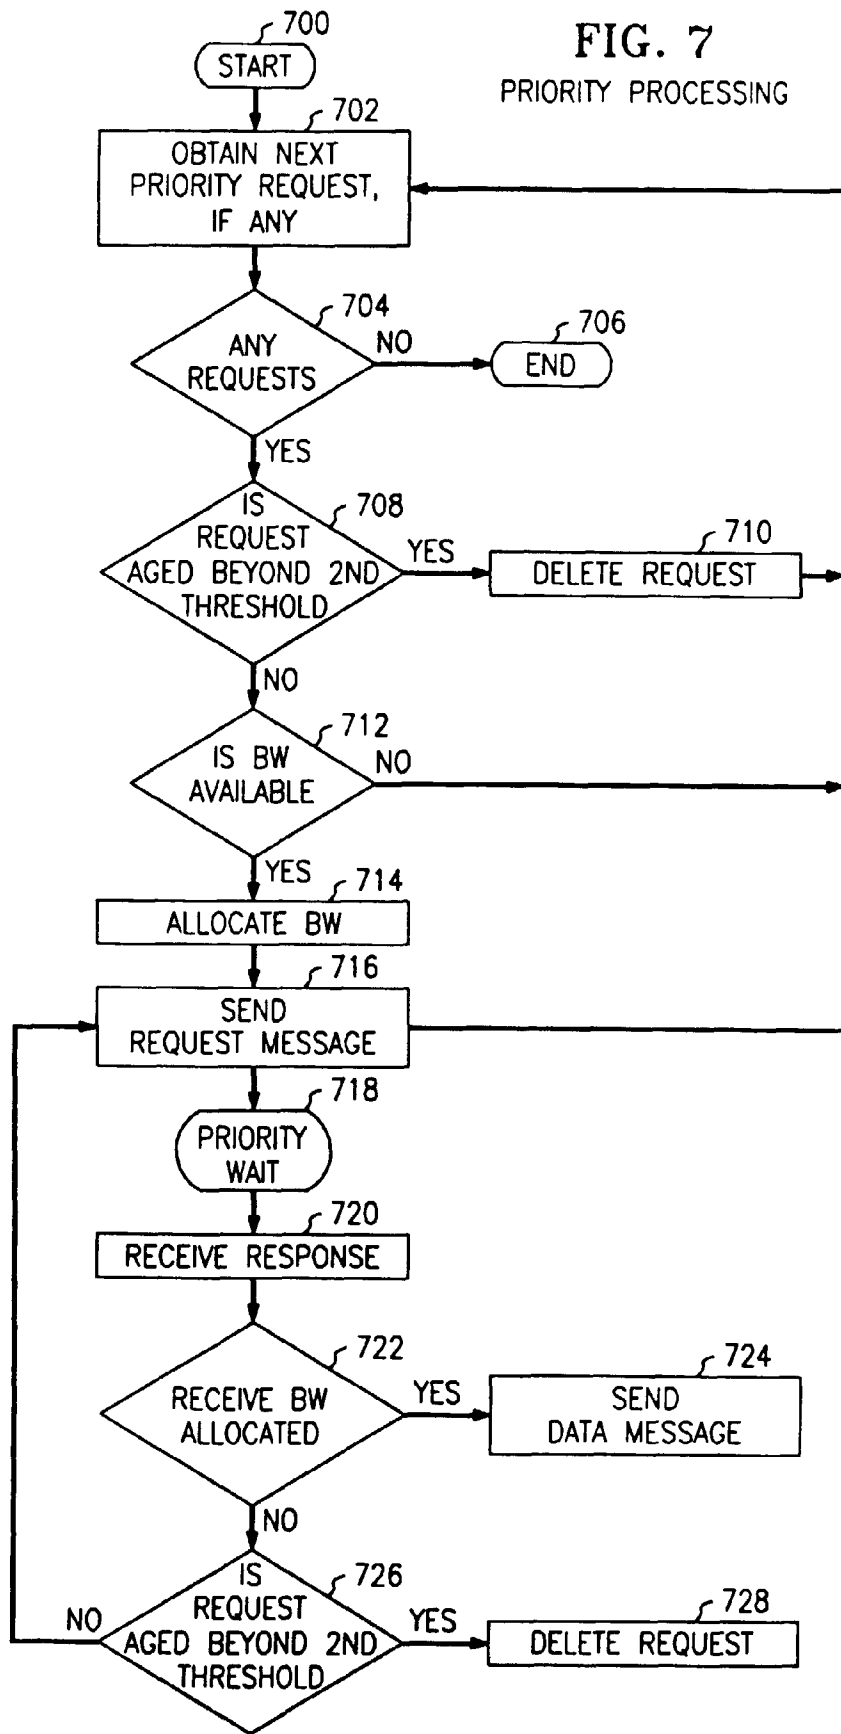 FIG. 7
PRIORITY PROCESSING
700
START
702
OBTAIN NEXT
PRIORITY REQUEST,
IF ANY
704
ANY
REQUESTS
NO
706
END
YES
708
IS
REQUEST
AGED BEYOND 2ND
THRESHOLD
YES
710
DELETE REQUEST
NO
712
IS BW
AVAILABLE
NO
YES
714
ALLOCATE BW
716
SEND
REQUEST MESSAGE
718
PRIORITY
WAIT
720
RECEIVE RESPONSE
722
RECEIVE BW
ALLOCATED
YES
724
SEND
DATA MESSAGE
NO
726
IS
REQUEST
AGED BEYOND 2ND
THRESHOLD
NO
YES
728
DELETE REQUEST